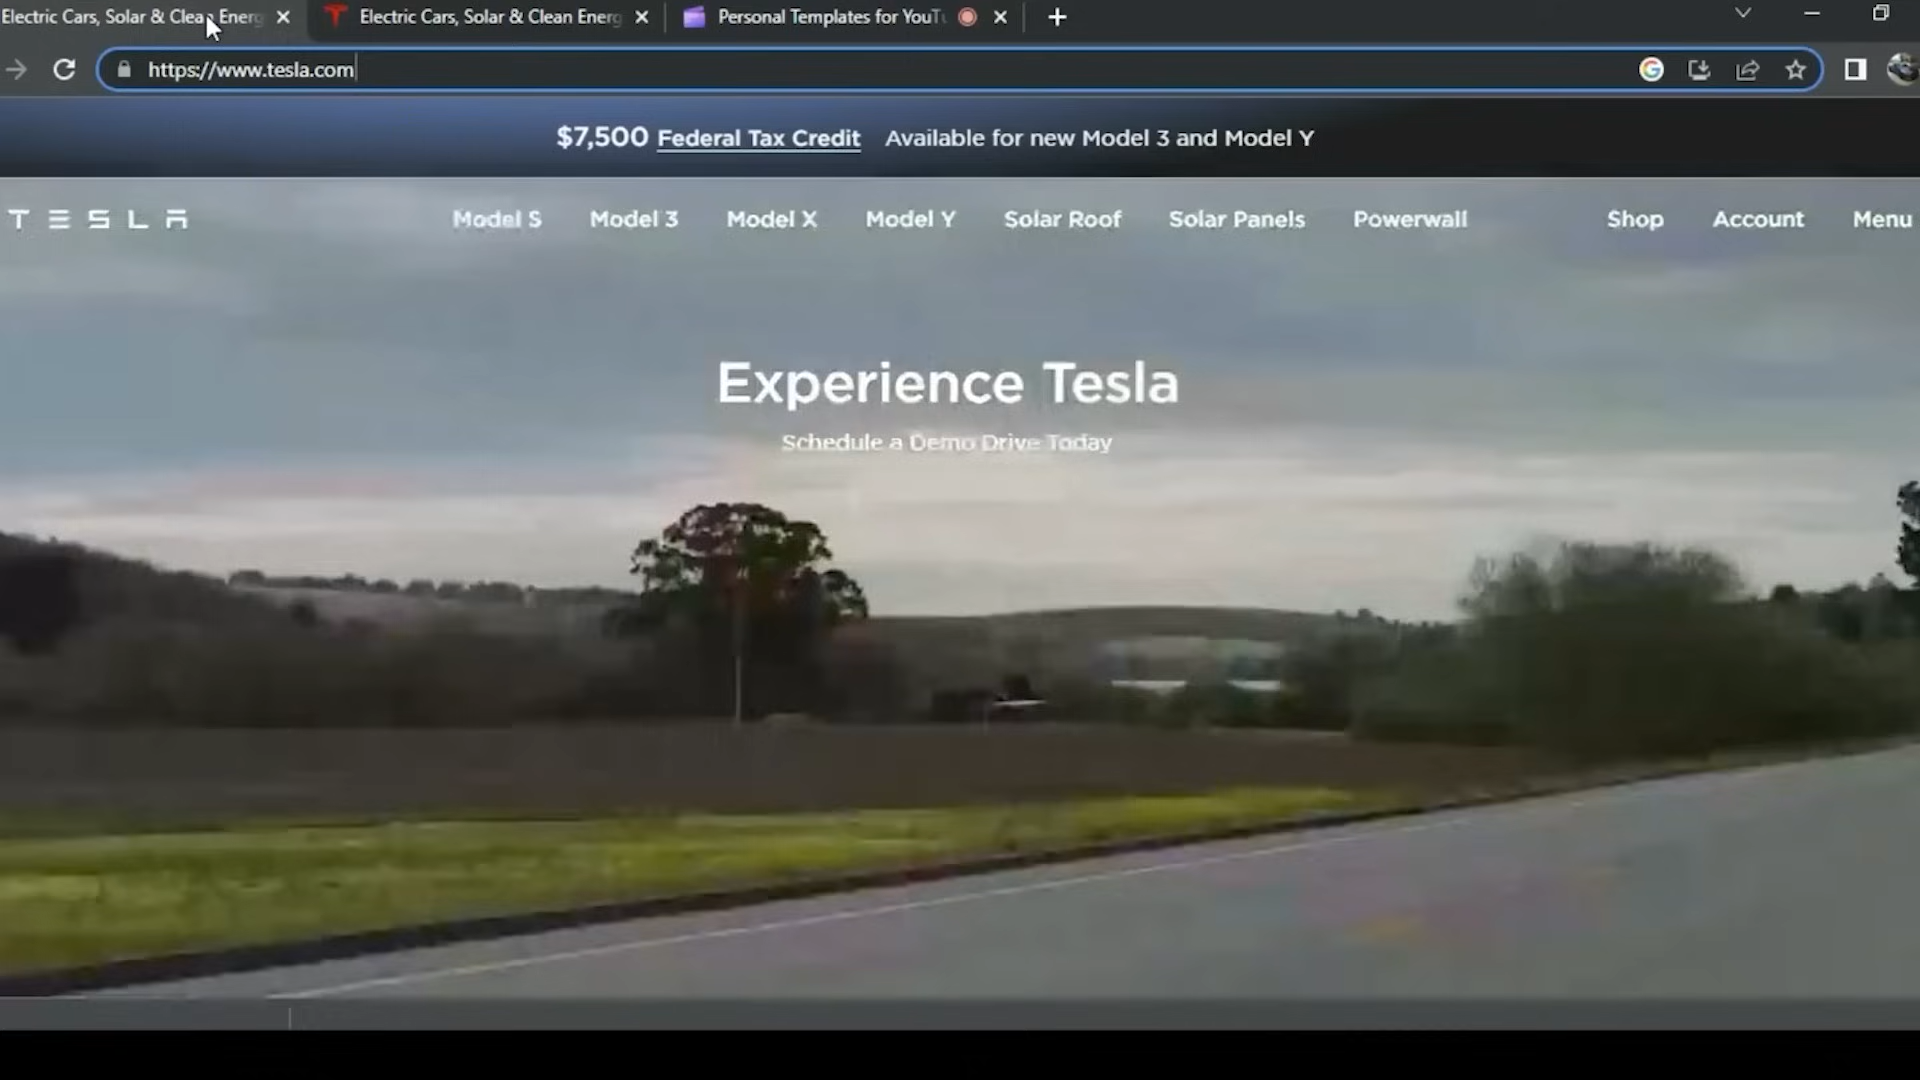 Electric Cars, Solar & Clean Energ
Electric Cars, Solar & Clean Energ
Personal Templates for YouTu
https://www.tesla.com
$7,500 Federal Tax Credit Available for new Model 3 and Model Y
TESLA
Model S
Model 3
Model X
Model Y
Solar Roof
Solar Panels
Powerwall
Shop
Account
Menu
Experience Tesla
Schedule a Demo Drive Today